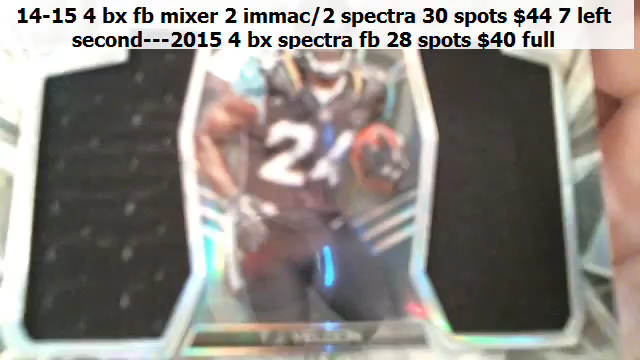 14-15 4 bx fb mixer 2 immac/2 spectra 30 spots $44 7 left
second---2015 4 bx spectra fb 28 spots $40 full
24